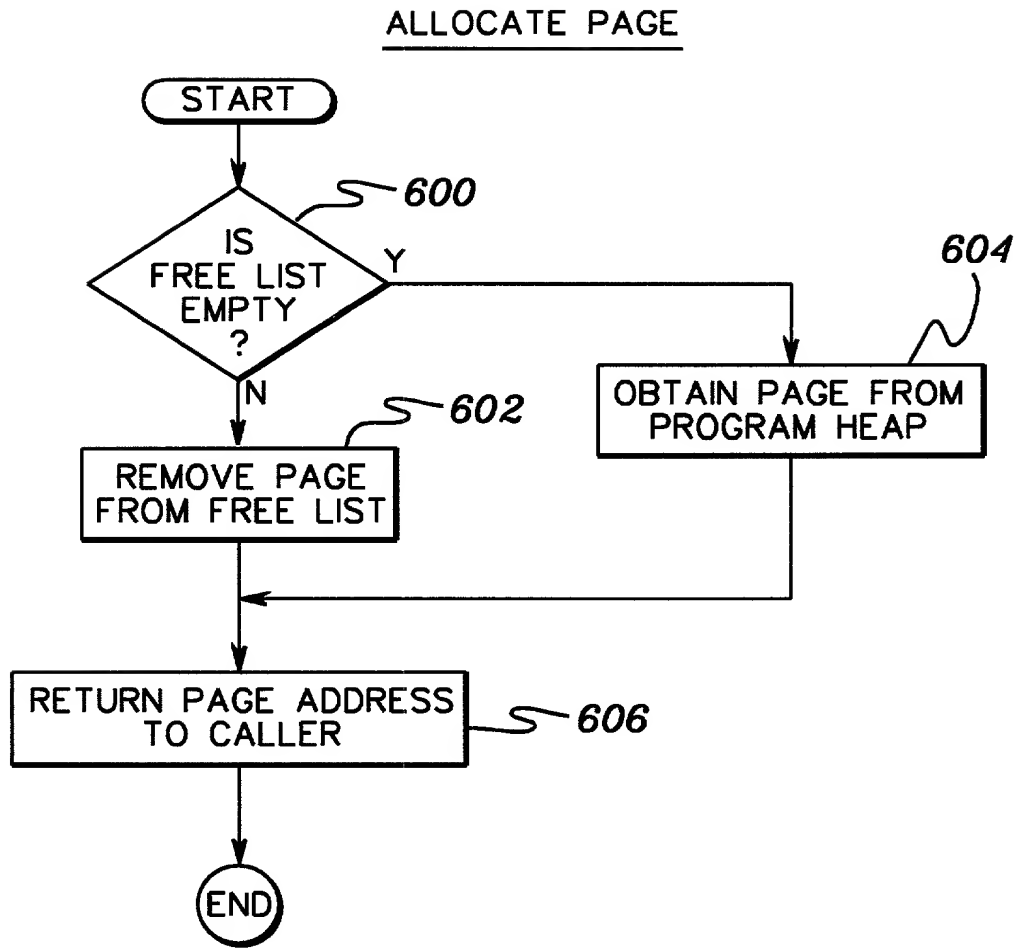 ALLOCATE PAGE
START
600
IS
FREE LIST
EMPTY
?
Y
N
604
OBTAIN PAGE FROM
PROGRAM HEAP
602
REMOVE PAGE
FROM FREE LIST
RETURN PAGE ADDRESS
TO CALLER
606
END